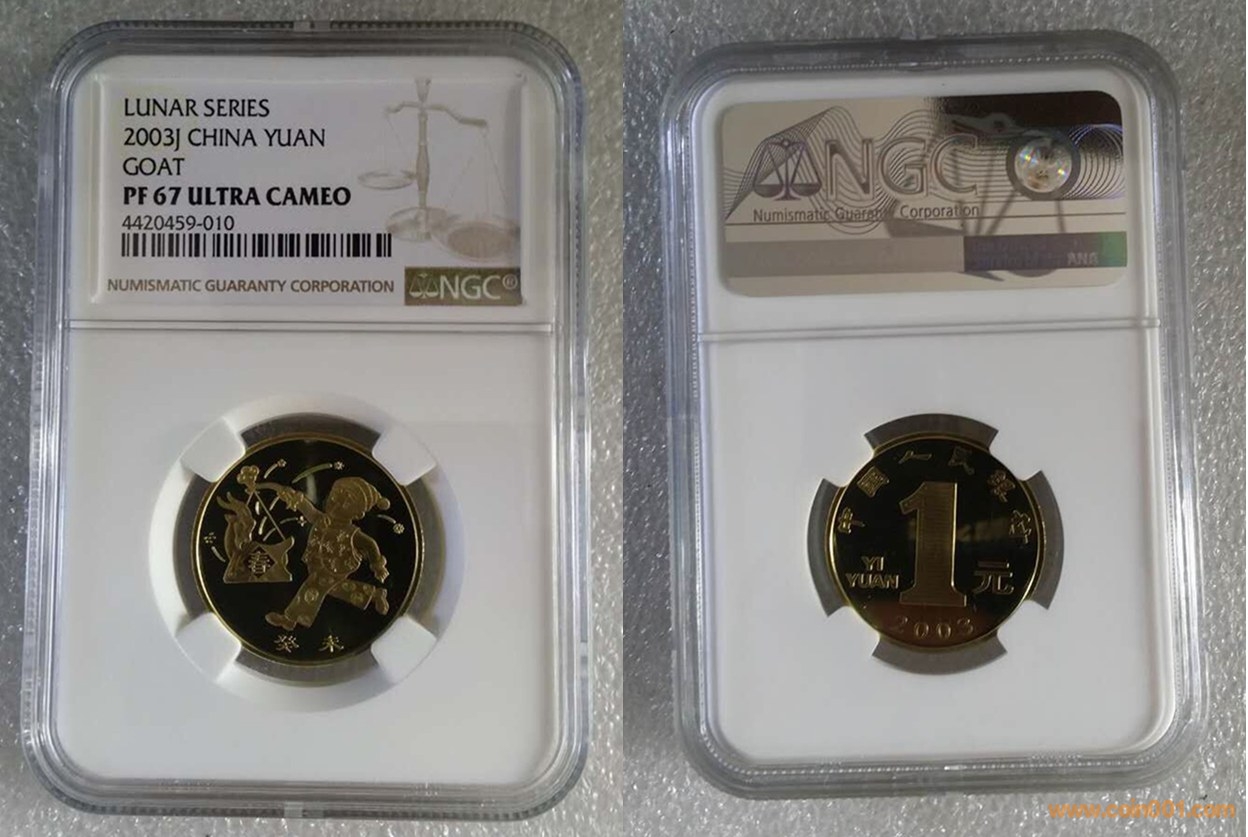 LUNAR SERIES
2003J CHINA YUAN
GOAT
PF 67 ULTRA CAMEO
4420459-010
NUMISMATIC GUARANTY CORPORATION
NGC®
春
癸 未
NGC
Numismatic Guaranty Corporation
ANA
中国人民银行
1
YI
YUAN
元
2003
www.coin001.com